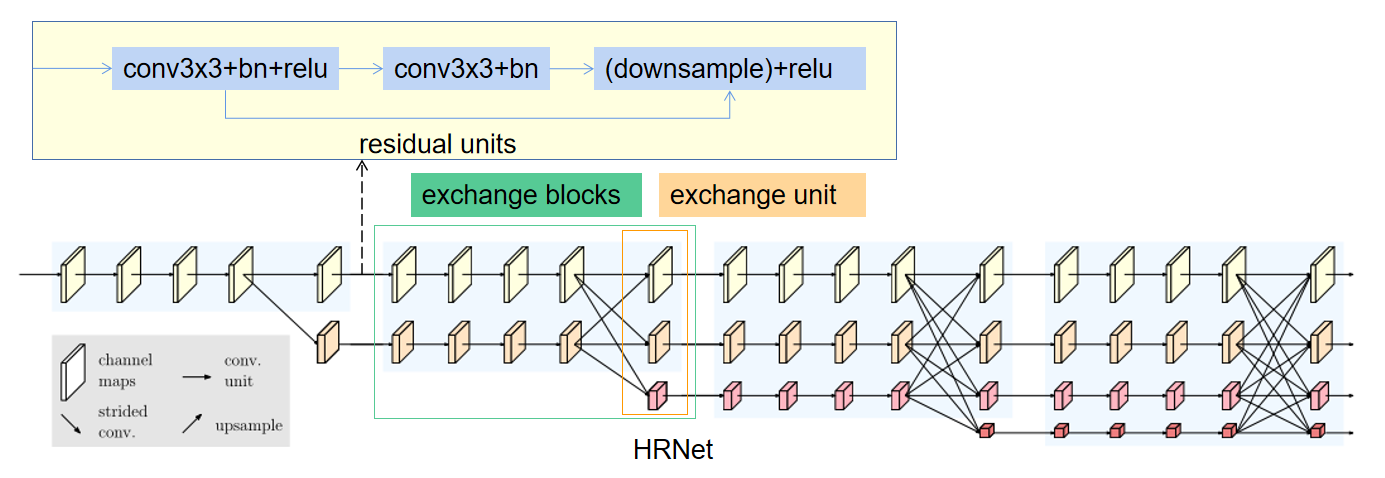 conv3x3+bn+relu
conv3x3+bn
(downsample)+relu
residual units
exchange blocks
exchange unit
channel
maps
conv.
unit
strided
conv.
upsample
HRNet